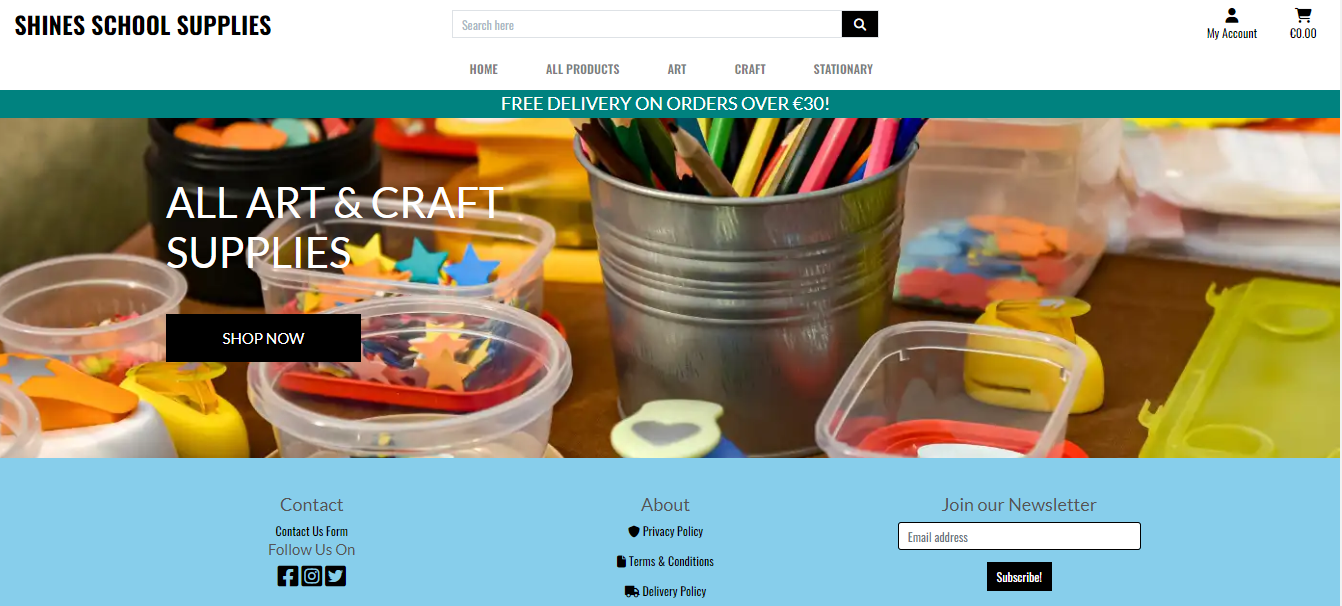 SHINES SCHOOL SUPPLIES
Search here
My Account
€0.00
HOME ALL PRODUCTS ART CRAFT STATIONARY
FREE DELIVERY ON ORDERS OVER €30!
ALL ART & CRAFT
SUPPLIES
SHOP NOW
Contact
Contact Us Form
Follow Us On
About
Privacy Policy
Terms & Conditions
Delivery Policy
Join our Newsletter
Email address
Subscribe!